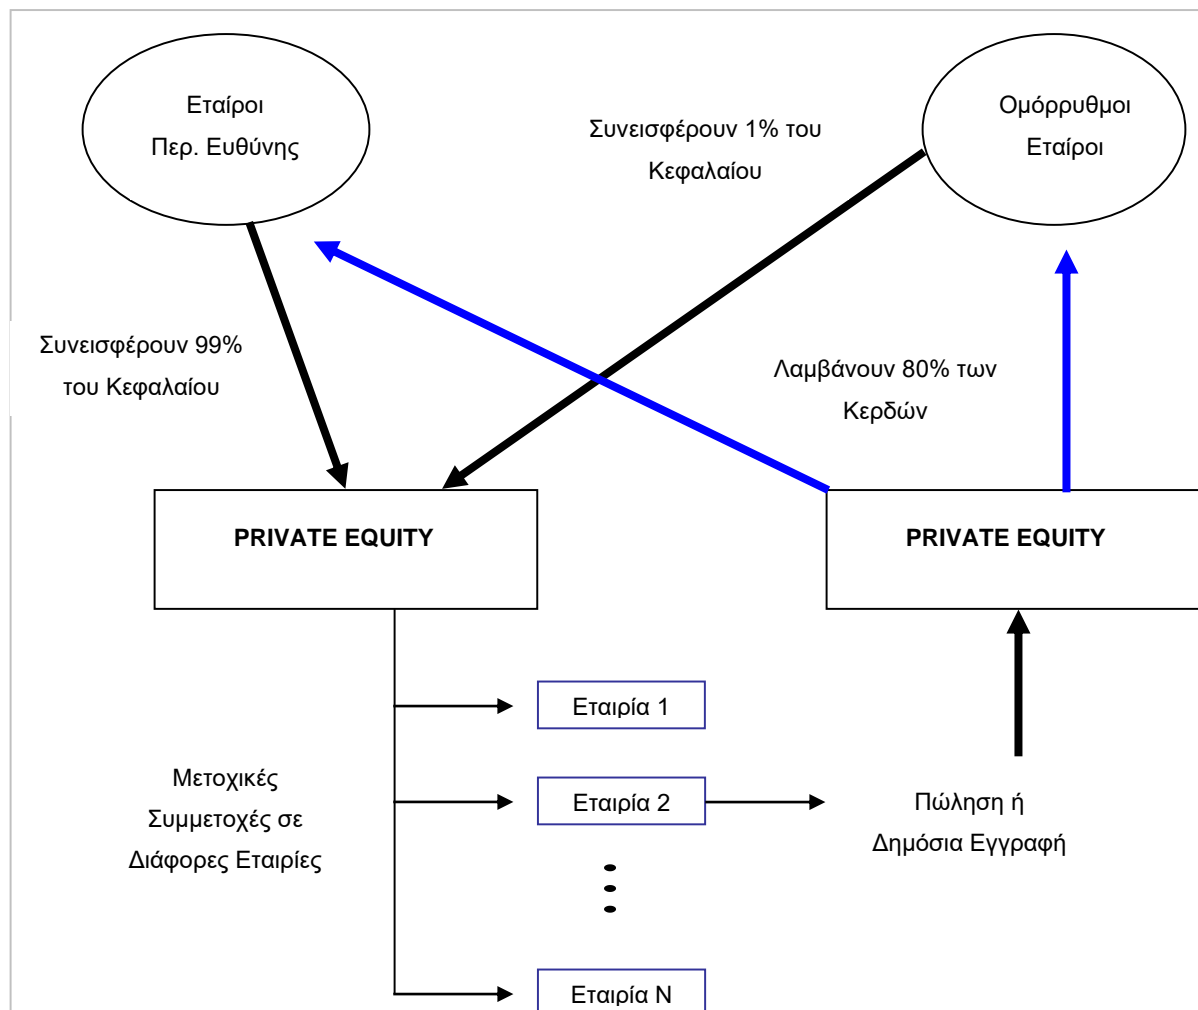 Εταίροι
Περ. Ευθύνης
Συνεισφέρουν 1% του
Κεφαλαίου
Ομόρρυθμοι
Εταίροι
Συνεισφέρουν 99%
του Κεφαλαίου
Λαμβάνουν 80% των
Κερδών
PRIVATE EQUITY
PRIVATE EQUITY
Εταιρία 1
Μετοχικές
Συμμετοχές σε
Διάφορες Εταιρίες
Εταιρία 2
Πώληση ή
Δημόσια Εγγραφή
Εταιρία Ν